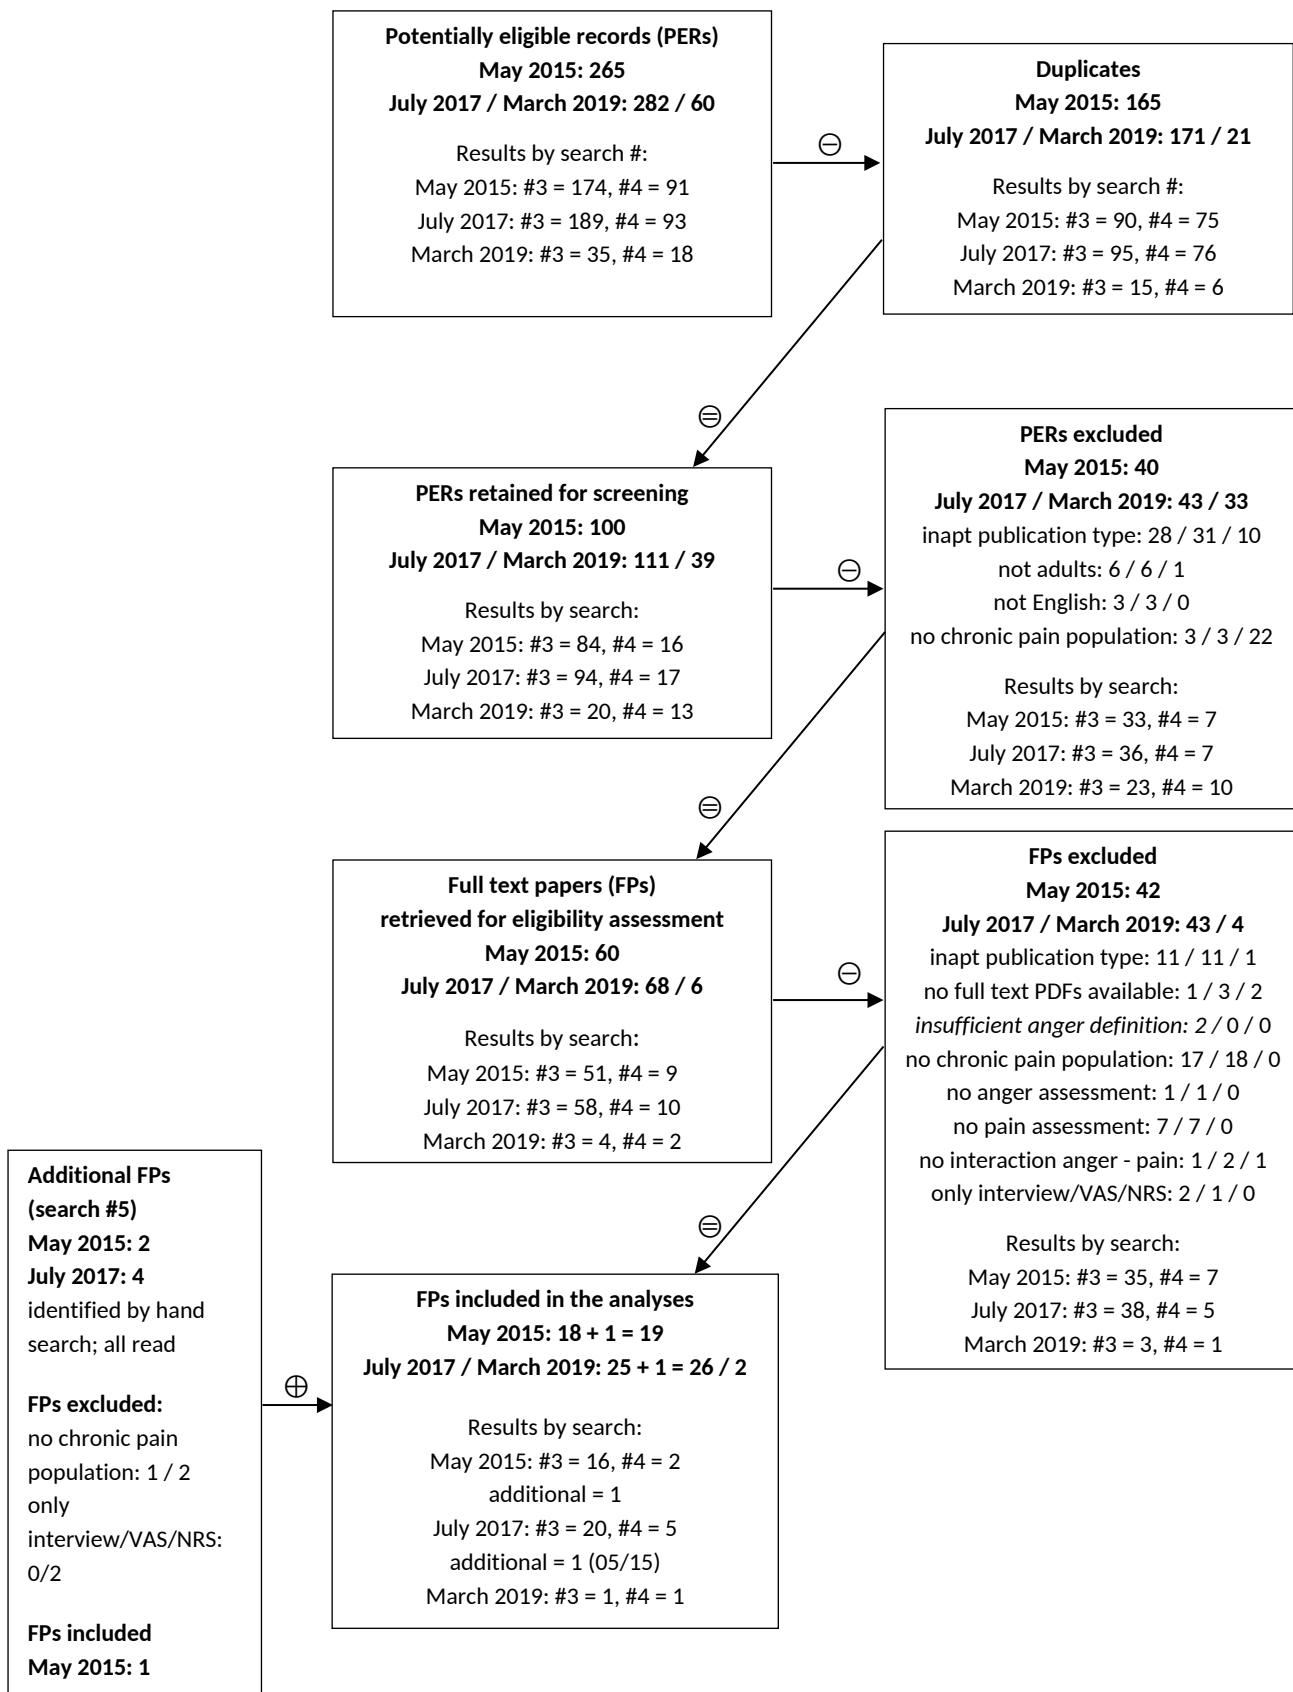 Potentially eligible records (PERs)
May 2015: 265
July 2017 / March 2019: 282 / 60
Results by search #:
May 2015: #3 = 174, #4 = 91
July 2017: #3 = 189, #4 = 93
March 2019: #3 = 35, #4 = 18
⊖
Duplicates
May 2015: 165
July 2017 / March 2019: 171 / 21
Results by search #:
May 2015: #3 = 90, #4 = 75
July 2017: #3 = 95, #4 = 76
March 2019: #3 = 15, #4 = 6
⊜
PERs retained for screening
May 2015: 100
July 2017 / March 2019: 111 / 39
Results by search:
May 2015: #3 = 84, #4 = 16
July 2017: #3 = 94, #4 = 17
March 2019: #3 = 20, #4 = 13
⊖
PERs excluded
May 2015: 40
July 2017 / March 2019: 43 / 33
inapt publication type: 28 / 31 / 10
not adults: 6 / 6 / 1
not English: 3 / 3 / 0
no chronic pain population: 3 / 3 / 22
Results by search:
May 2015: #3 = 33, #4 = 7
July 2017: #3 = 36, #4 = 7
March 2019: #3 = 23, #4 = 10
⊜
Full text papers (FPs)
retrieved for eligibility assessment
May 2015: 60
July 2017 / March 2019: 68 / 6
Results by search:
May 2015: #3 = 51, #4 = 9
July 2017: #3 = 58, #4 = 10
March 2019: #3 = 4, #4 = 2
⊖
FPs excluded
May 2015: 42
July 2017 / March 2019: 43 / 4
inapt publication type: 11 / 11 / 1
no full text PDFs available: 1 / 3 / 2
insufficient anger definition: 2 / 0 / 0
no chronic pain population: 17 / 18 / 0
no anger assessment: 1 / 1 / 0
no pain assessment: 7 / 7 / 0
no interaction anger - pain: 1 / 2 / 1
only interview/VAS/NRS: 2 / 1 / 0
Results by search:
May 2015: #3 = 35, #4 = 7
July 2017: #3 = 38, #4 = 5
March 2019: #3 = 3, #4 = 1
⊜
Additional FPs
(search #5)
May 2015: 2
July 2017: 4
identified by hand
search; all read
FPs excluded:
no chronic pain
population: 1 / 2
only
interview/VAS/NRS:
0/2
FPs included
May 2015: 1
⊕
FPs included in the analyses
May 2015: 18 + 1 = 19
July 2017 / March 2019: 25 + 1 = 26 / 2
Results by search:
May 2015: #3 = 16, #4 = 2
additional = 1
July 2017: #3 = 20, #4 = 5
additional = 1 (05/15)
March 2019: #3 = 1, #4 = 1